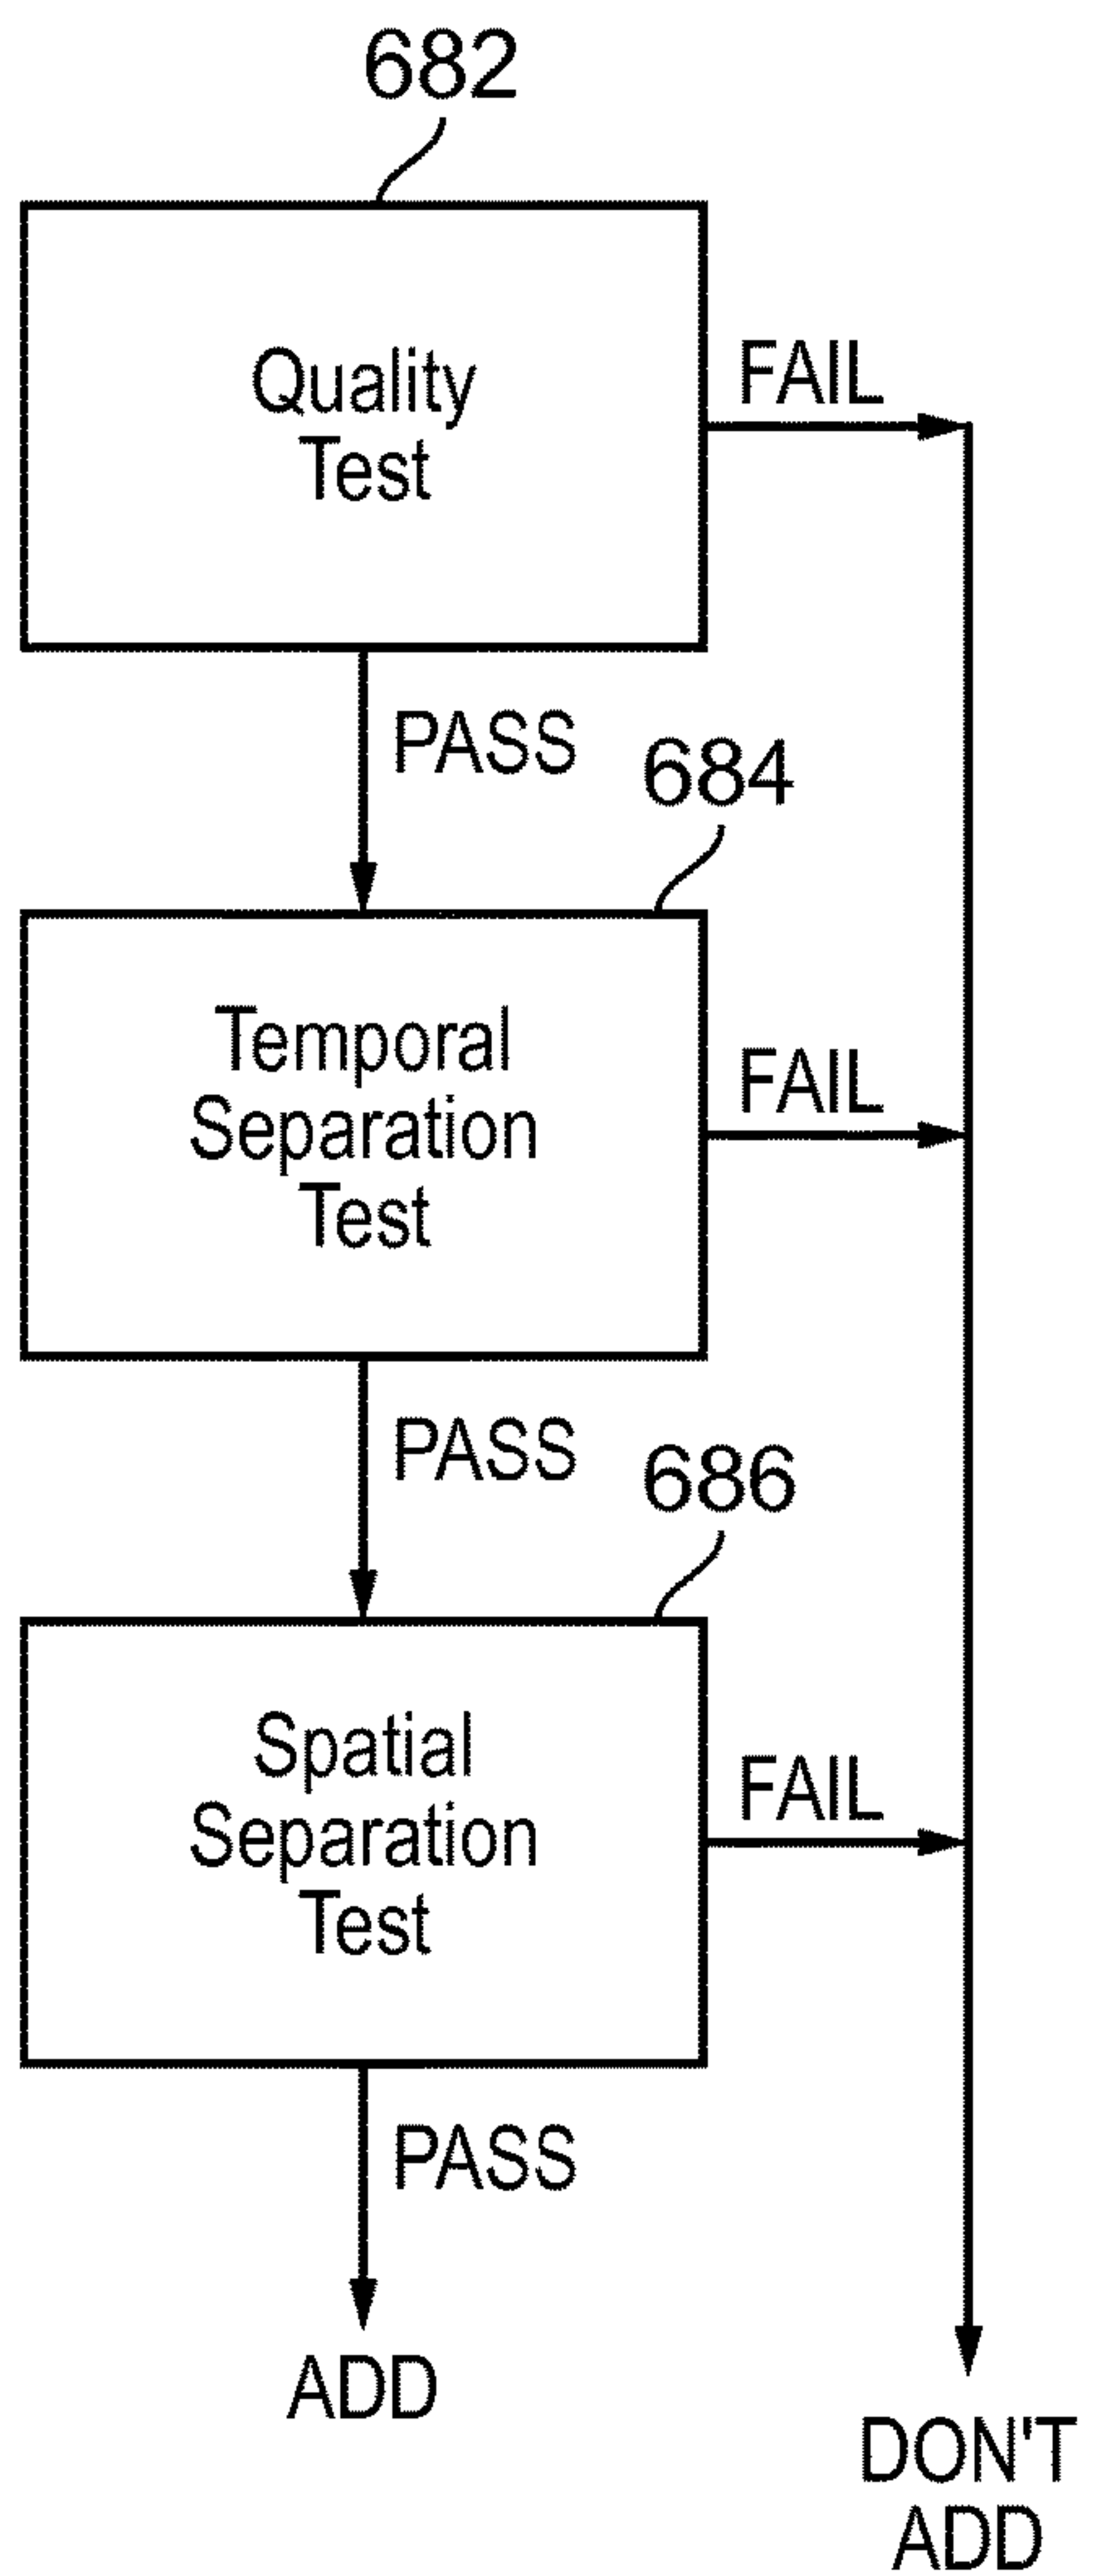 682
Quality
Test
FAIL
PASS
684
Temporal
Separation
Test
FAIL
PASS
686
Spatial
Separation
Test
FAIL
PASS
ADD
DON'T
ADD